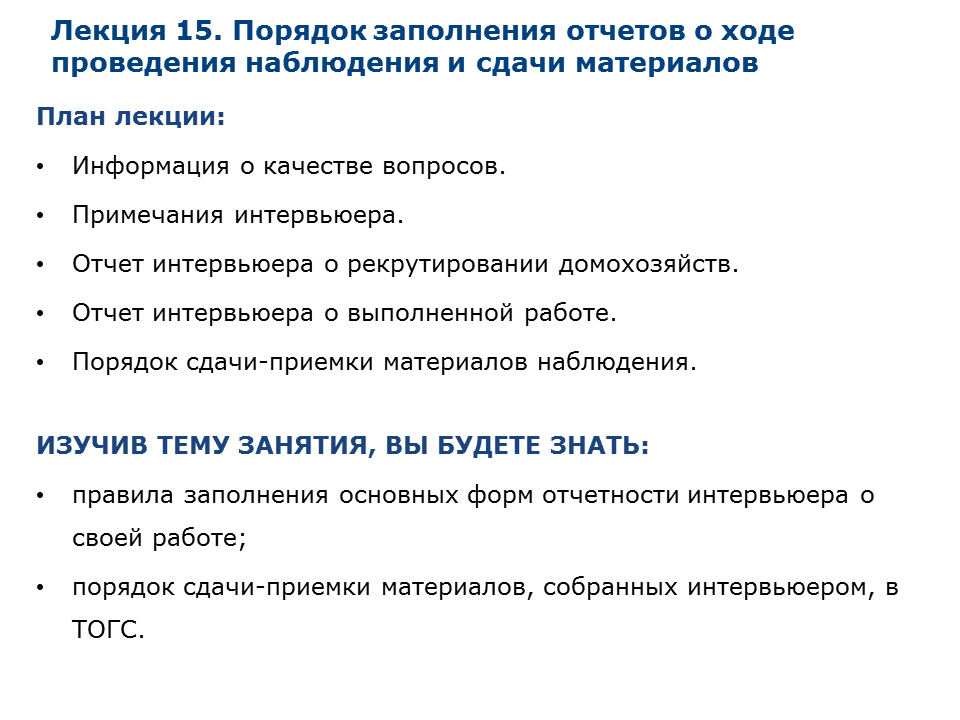 Лекция 15. Порядок заполнения отчетов о ходе
проведения наблюдения и сдачи материалов
План лекции:
• Информация о качестве вопросов.
• Примечания интервьюера.
• Отчет интервьюера о рекрутировании домохозяйств.
• Отчет интервьюера о выполненной работе.
• Порядок сдачи-приемки материалов наблюдения.
ИЗУЧИВ ТЕМУ ЗАНЯТИЯ, ВЫ БУДЕТЕ ЗНАТЬ:
• правила заполнения основных форм отчетности интервьюера о
своей работе;
• порядок сдачи-приемки материалов, собранных интервьюером, в
ТОГС.